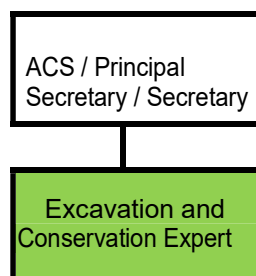 ACS / Principal
Secretary / Secretary
Excavation and
Conservation Expert